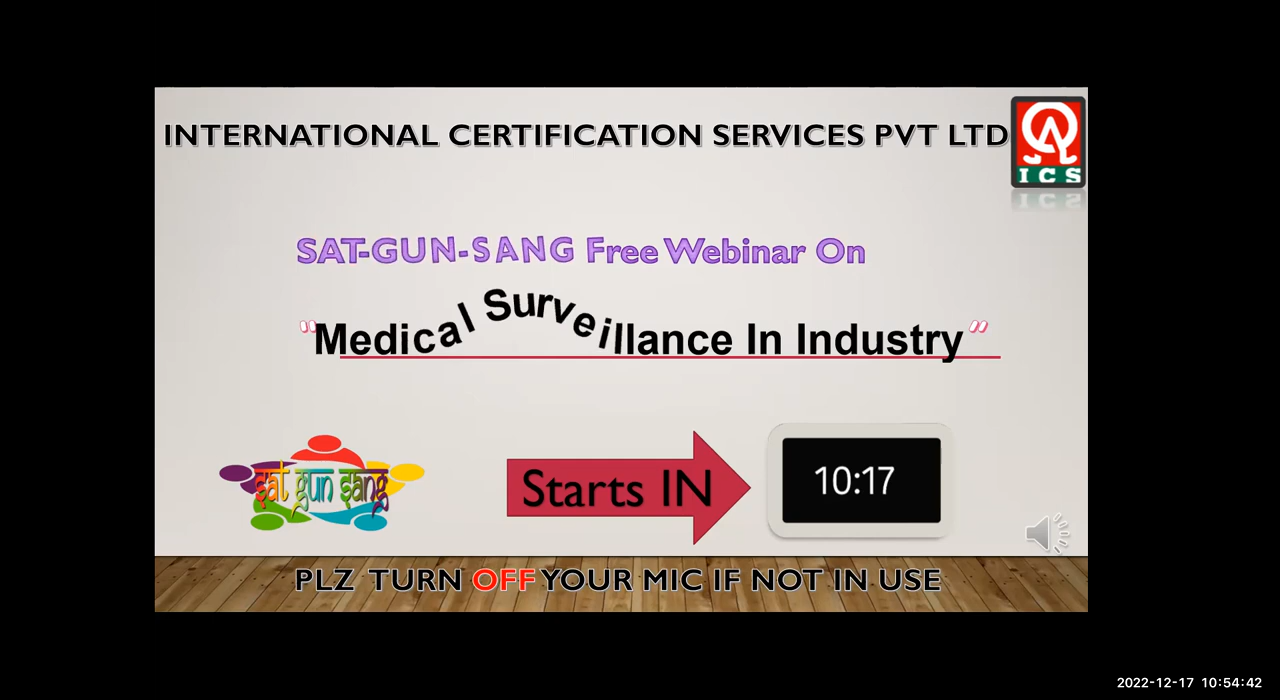 INTERNATIONAL CERTIFICATION SERVICES PVT LTD
ICS
SAT-GUN-SANG Free Webinar On
"Medical Surveillance In Industry"
sat gun sang
Starts IN
10:17
PLZ TURN OFF YOUR MIC IF NOT IN USE
2022-12-17 10:54:42